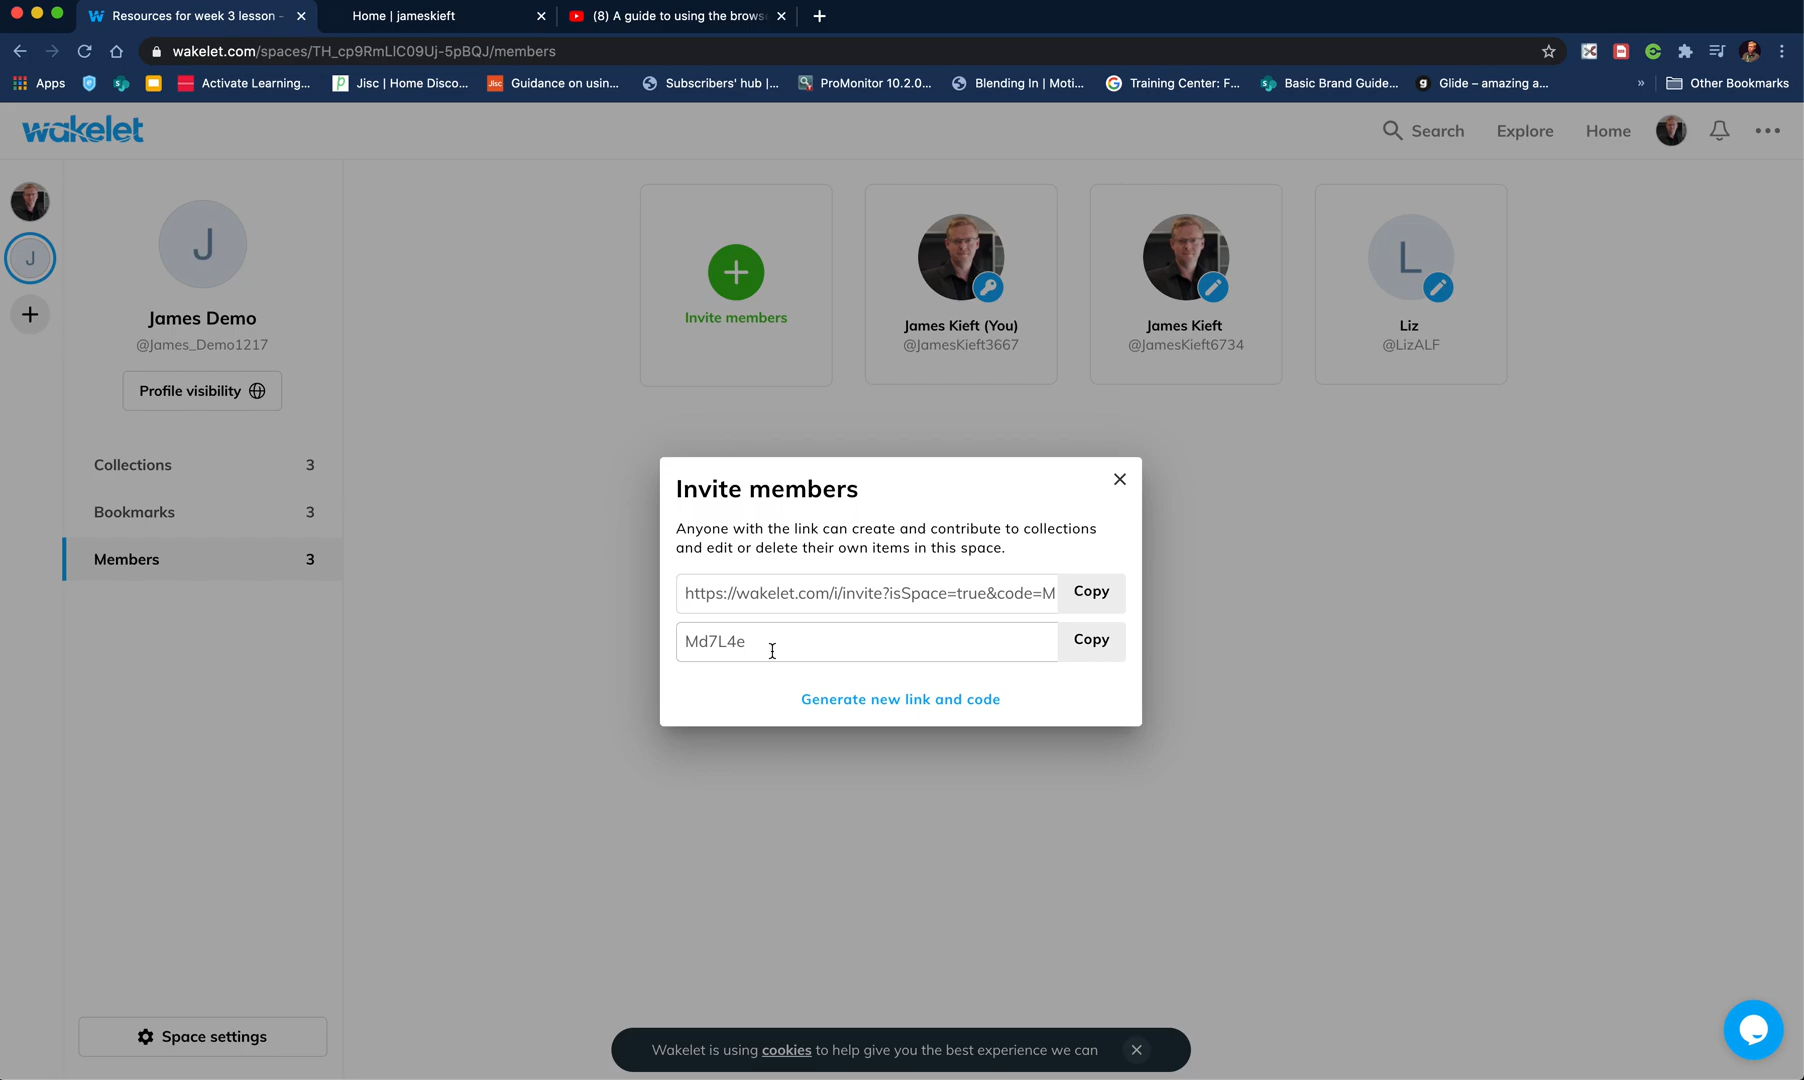 Resources for week 3 lesson -
Home | jameskieft
(8) A guide to using the brows
wakelet.com/spaces/TH_cp9RmLlC09Uj-5pBQJ/members
Apps
Activate Learning...
Jisc | Home Disco...
Guidance on usin...
Subscribers' hub |...
ProMonitor 10.2.0...
Blending In | Moti...
Training Center: F...
Basic Brand Guide...
Glide – amazing a...
»
Other Bookmarks
wakelet
Search
Explore
Home
J
J
James Demo
@James_Demo1217
Profile visibility
Collections 3
Bookmarks 3
Members 3
Space settings
Invite members
James Kieft (You)
@JamesKieft3667
James Kieft
@JamesKieft6734
L
Liz
@LizALF
Invite members
Anyone with the link can create and contribute to collections
and edit or delete their own items in this space.
https://wakelet.com/i/invite?isSpace=true&code=M
Copy
Md7L4e
Copy
Generate new link and code
Wakelet is using cookies to help give you the best experience we can